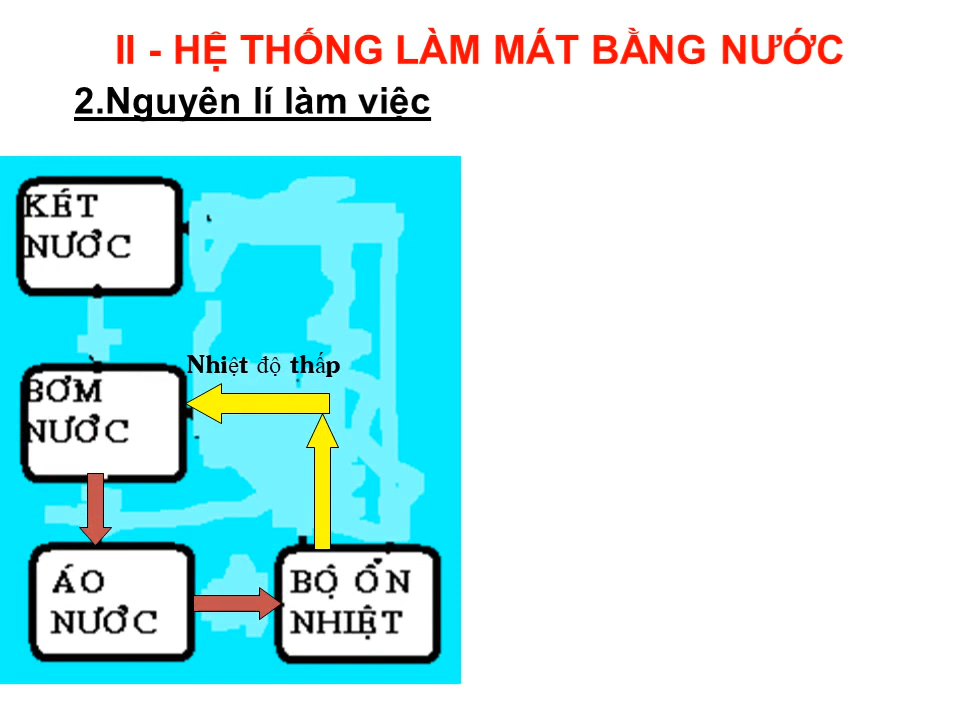 II - HỆ THỐNG LÀM MÁT BẰNG NƯỚC
2.Nguyên lí làm việc
KÉT
NƯỚC
Nhiệt độ thấp
BƠM
NƯỚC
ÁO
NƯỚC
BỘ ỔN
NHIỆT